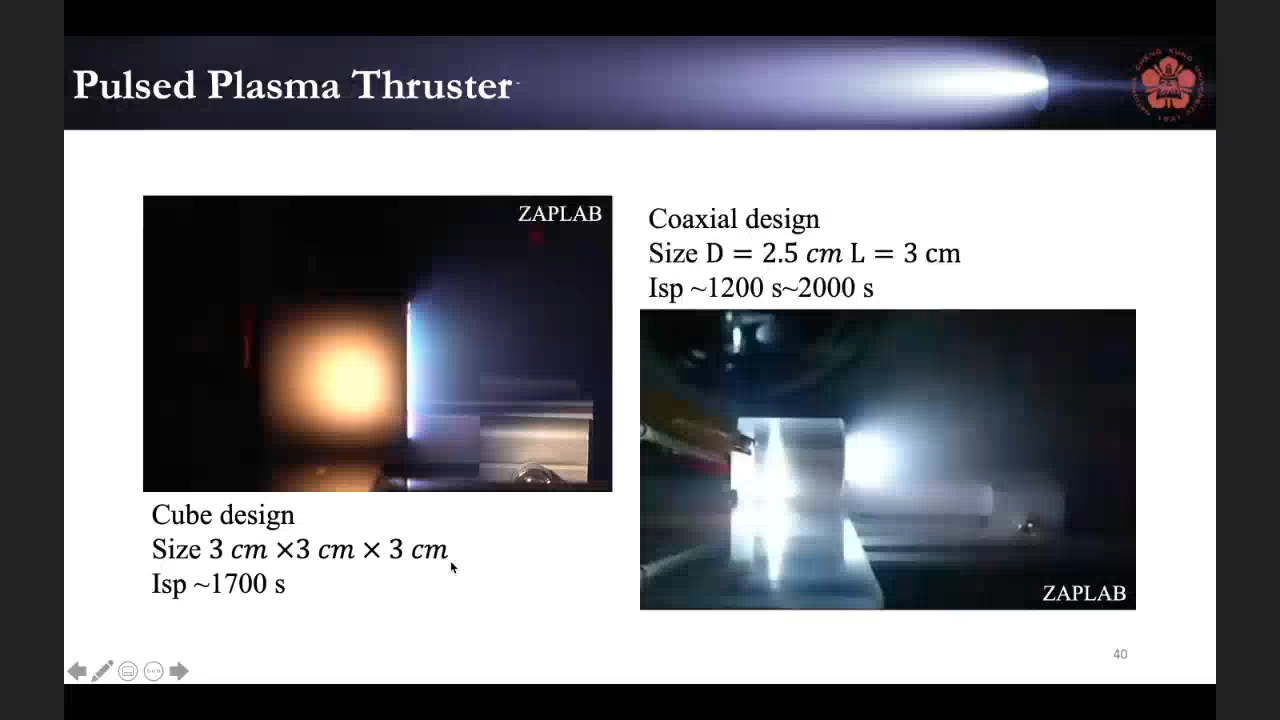 Pulsed Plasma Thruster
ZAPLAB
Cube design
Size 3 cm ×3 cm × 3 cm
Isp ~1700 s
Coaxial design
Size D = 2.5 cm L = 3 cm
Isp ~1200 s~2000 s
ZAPLAB
40